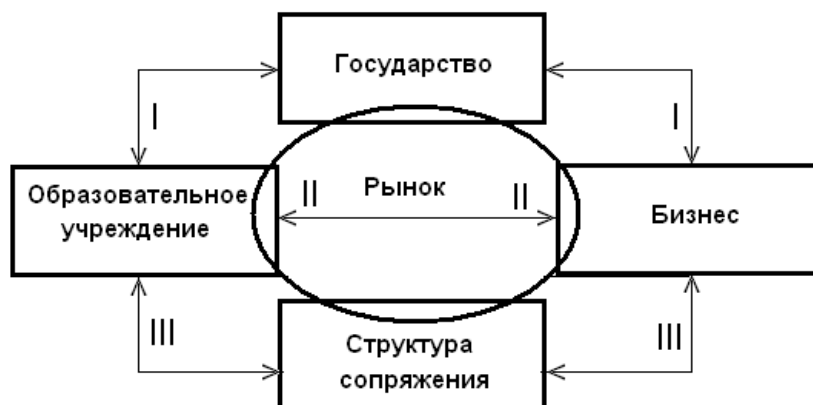 Государство
I
I
Образовательное
учреждение
II
Рынок
II
Бизнес
III
III
Структура
сопряжения